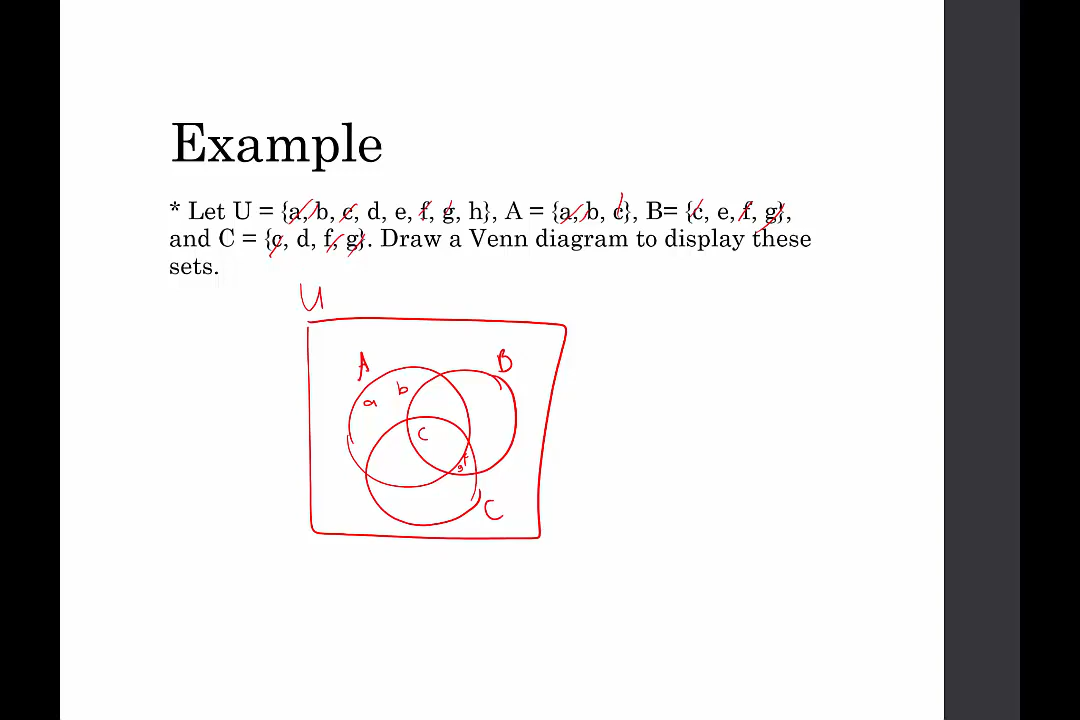 Example
* Let U = {a, b, c, d, e, f, g, h}, A = {a, b, c}, B= {c, e, f, g},
and C = {c, d, f, g}. Draw a Venn diagram to display these
sets.
U
A
B
b
a
c
f
g
C